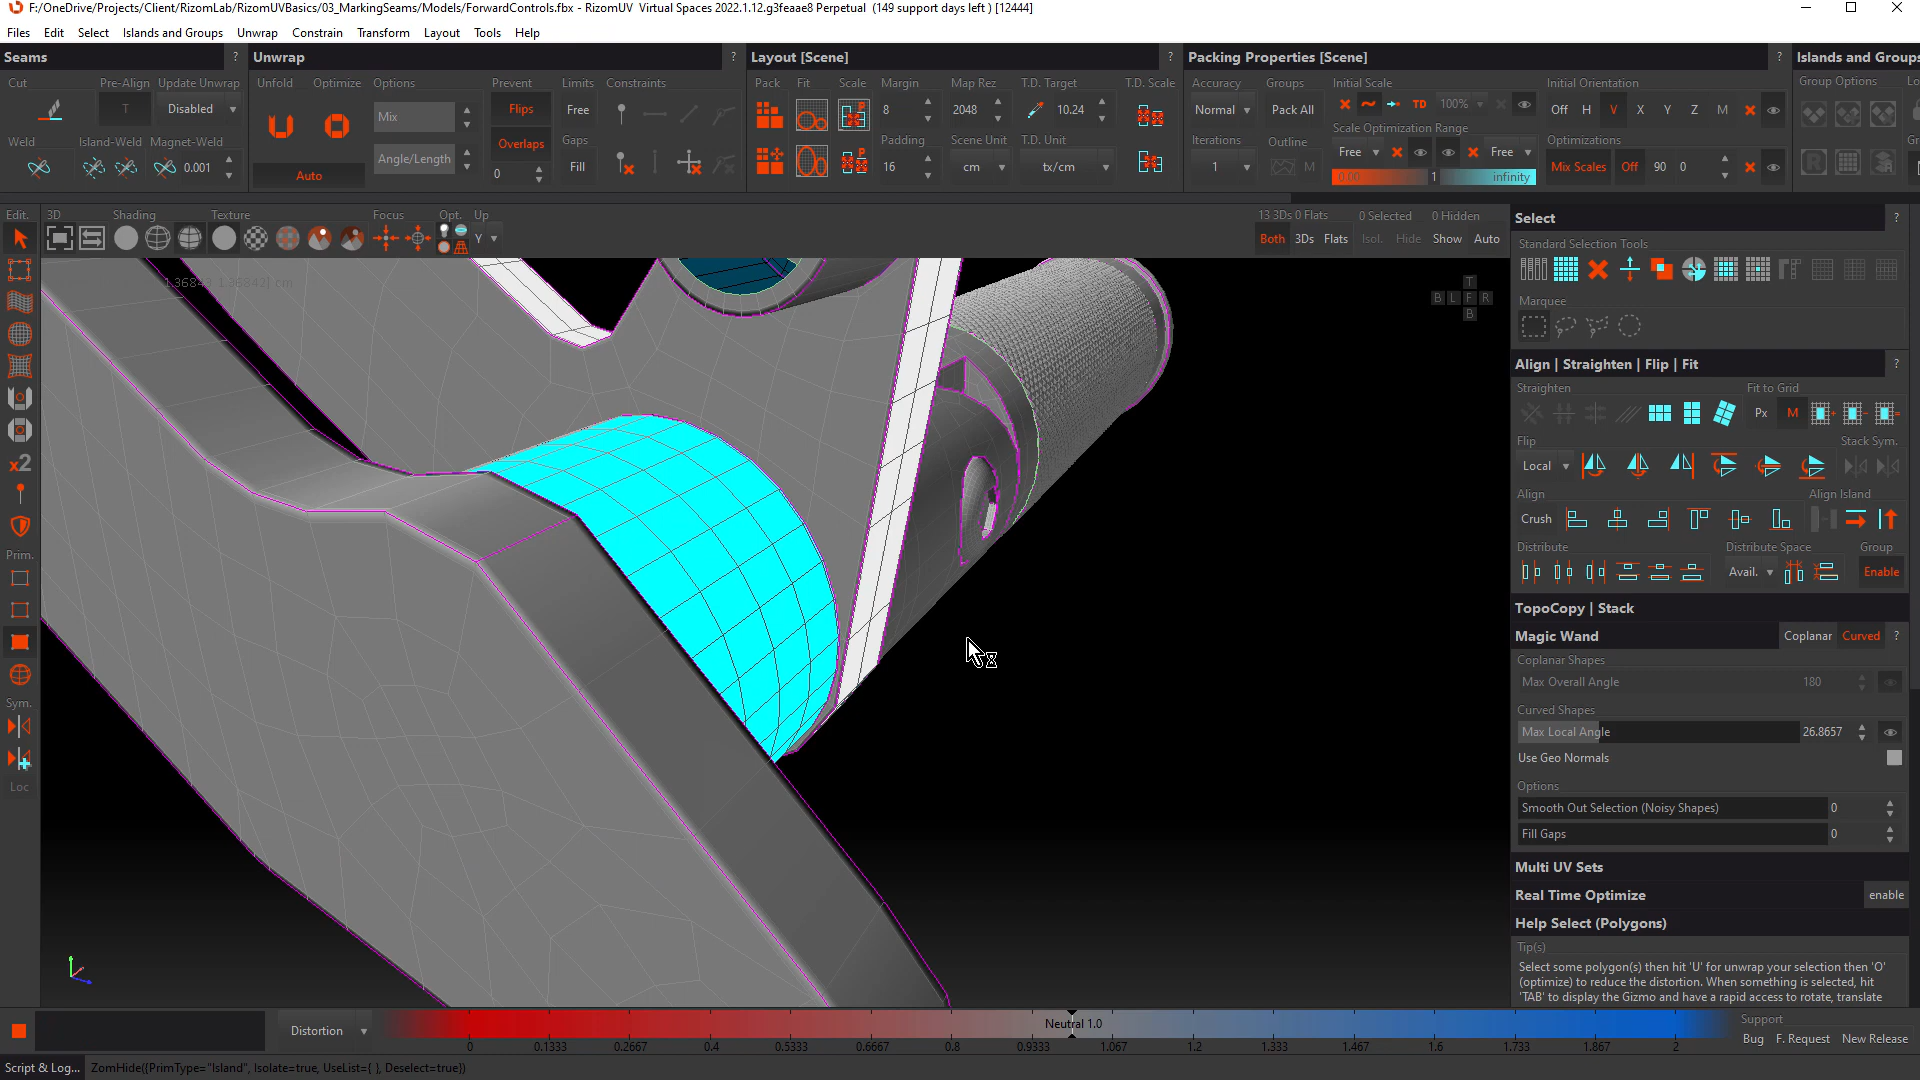 F:/OneDrive/Projects/Client/RizomLab/RizomUVBasics/03_MarkingSeams/Models/ForwardControls.fbx - RizomUV Virtual Spaces 2022.1.12.g3feaae8 Perpetual (149 support days left ) [12444]
Files Edit Select Islands and Groups Unwrap Constrain Transform Layout Tools Help
Seams ? Unwrap ? Layout [Scene] ? Packing Properties [Scene] ? Islands and Groups
Cut Pre-Align Update Unwrap Unfold Optimize Options Prevent Limits Constraints Pack Fit Scale Margin Map Rez T.D. Target T.D. Scale Accuracy Groups Initial Scale Initial Orientation Group Options Lo
T Disabled Mix Flips Free 8 2048 10.24 Normal Pack All TD 100% Off H V X Y Z M
Weld Island-Weld Magnet-Weld Overlaps Gaps Padding Scene Unit T.D. Unit Iterations Outline Scale Optimization Range Optimizations
0.001 Auto Angle/Length 0 Fill 16 cm tx/cm 1 M Free Free Mix Scales Off 90 0
0.00 1 infinity
Edit. 3D Shading Texture Focus Opt. Up 13 3Ds 0 Flats 0 Selected 0 Hidden Select ?
Y Both 3Ds Flats Isol. Hide Show Auto Standard Selection Tools
1.36842 1.36842] cm
T
B L F R
B
Marquee
Align | Straighten | Flip | Fit ?
Straighten Fit to Grid
Px M
Flip Stack Sym.
x2
Local
Align Align Island
Crush
Distribute Distribute Space Group
Prim.
Avail. Enable
TopoCopy | Stack
Magic Wand Coplanar Curved ?
Coplanar Shapes
Max Overall Angle 180
Sym.
Curved Shapes
Max Local Angle 26.8657
Use Geo Normals
Loc
Options
Smooth Out Selection (Noisy Shapes) 0
Fill Gaps 0
Multi UV Sets
Real Time Optimize enable
Help Select (Polygons)
Tip(s)
Select some polygon(s) then hit 'U' for unwrap your selection then 'O'
(optimize) to reduce the distortion. When something is selected, hit
'TAB' to display the Gizmo and have a rapid access to rotate, translate
Distortion Neutral 1.0 Support
0 0.1333 0.2667 0.4 0.5333 0.6667 0.8 0.9333 1.067 1.2 1.333 1.467 1.6 1.733 1.867 2 Bug F. Request New Release
Script & Log... ZomHide({PrimType="Island", Isolate=true, UseList={ }, Deselect=true})